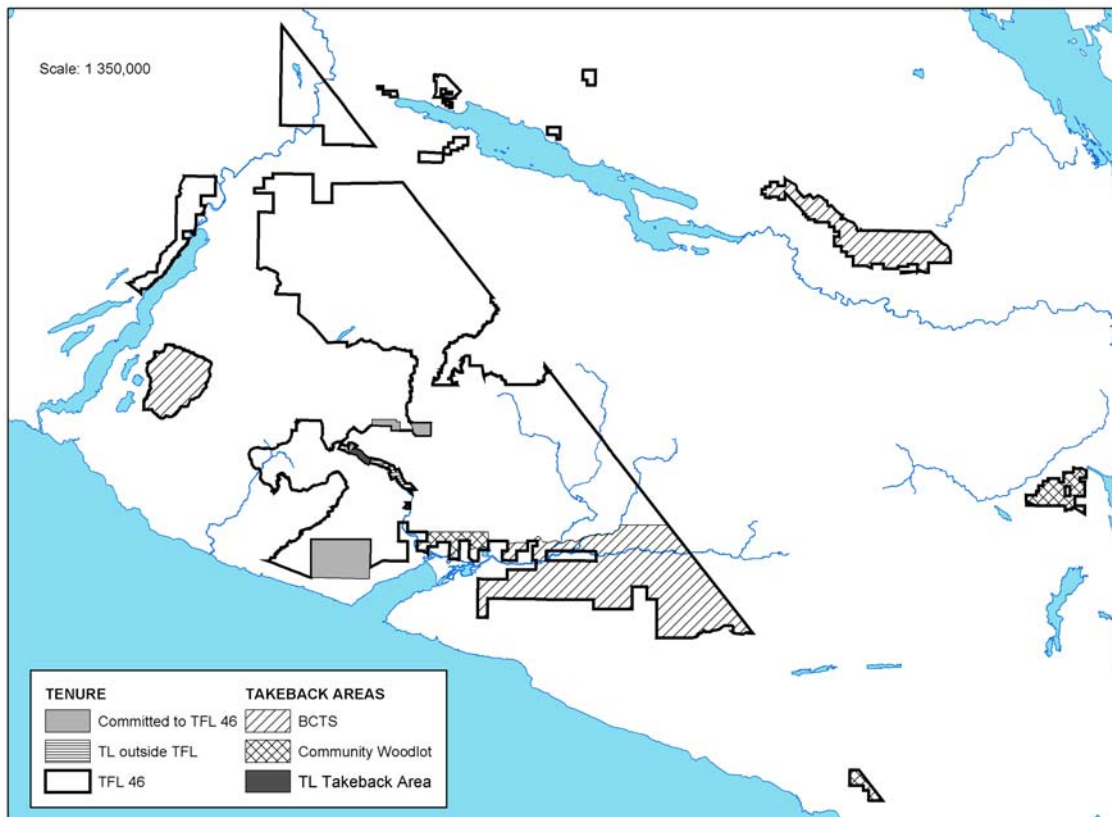 Scale: 1 350,000
TENURE
Committed to TFL 46
TL outside TFL
TFL 46
TAKEBACK AREAS
BCTS
Community Woodlot
TL Takeback Area